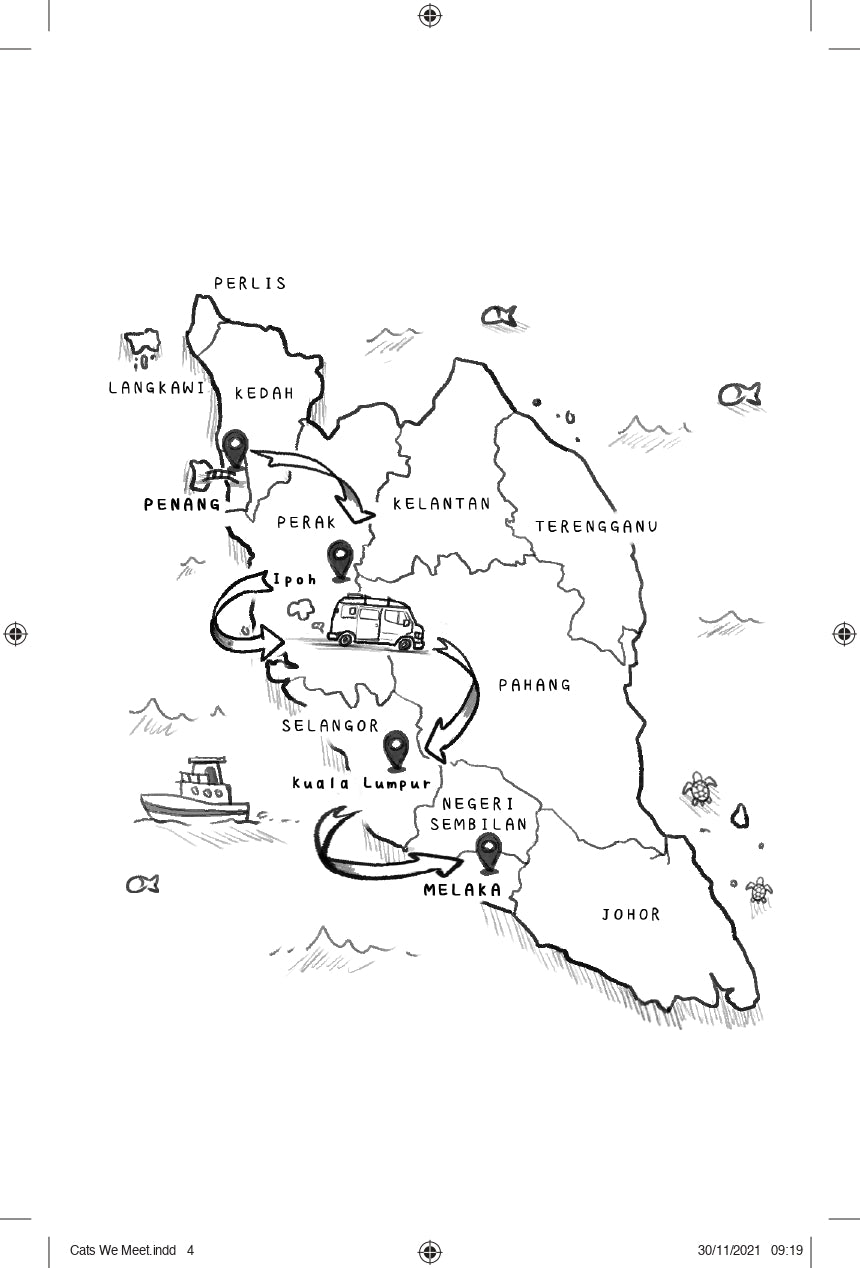 PERLIS
LANGKAWI
KEDAH
PENANG
PERAK
KELANTAN
TERENGGANU
Ipoh
PAHANG
SELANGOR
Kuala Lumpur
NEGERI
SEMBILAN
MELAKA
JOHOR
Cats We Meet.indd 4
30/11/2021 09:19